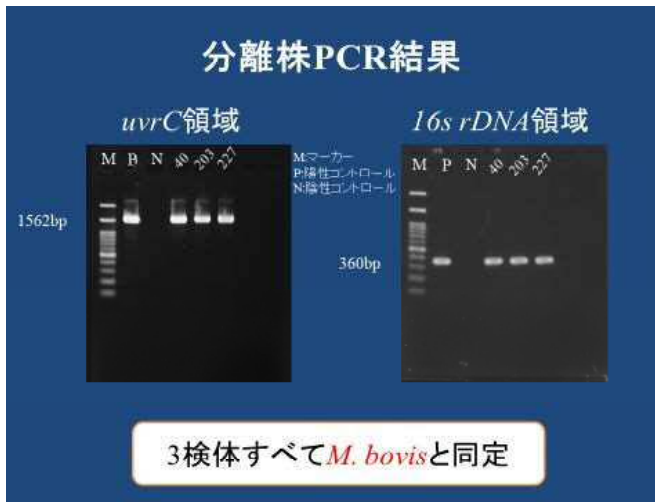 分離株PCR結果
uvrC領域
16s rDNA領域
M P N 40 203 227
M:マーカー
P:陽性コントロール
N:陰性コントロール
M P N 40 203 227
1562bp
360bp
3検体すべてM. bovisと同定